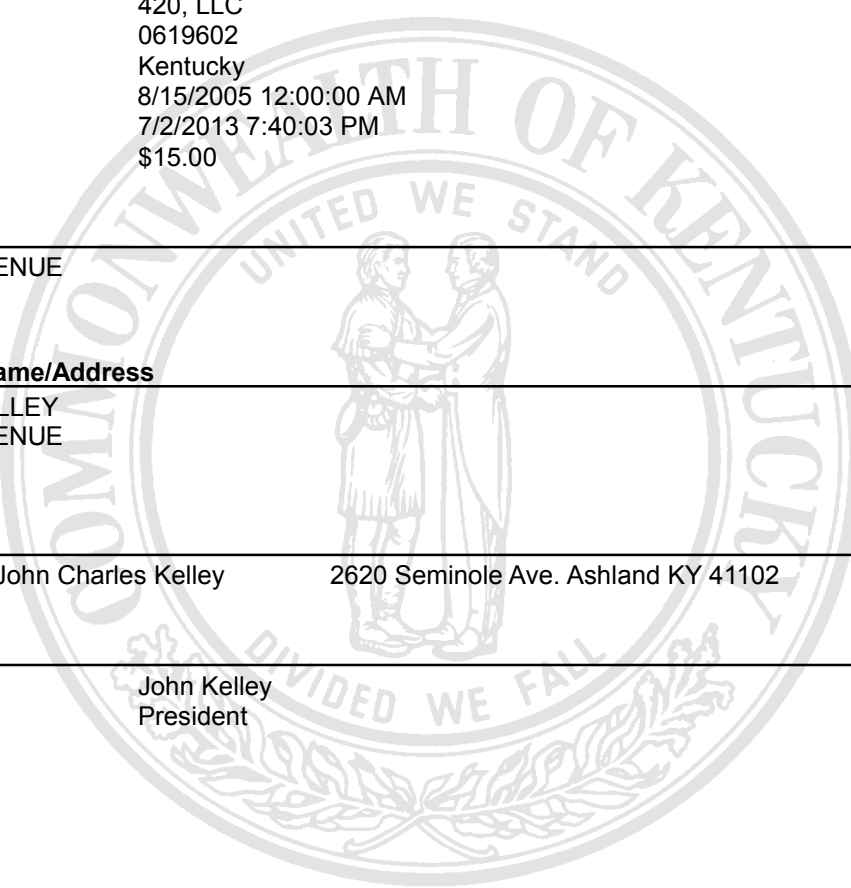 420, LLC
0619602
Kentucky
8/15/2005 12:00:00 AM
7/2/2013 7:40:03 PM
$15.00
COMMONWEALTH OF KENTUCKY
UNITED WE STAND
ENUE
ame/Address
LLEY
ENUE
John Charles Kelley 2620 Seminole Ave. Ashland KY 41102
DIVIDED WE FALL
John Kelley
President